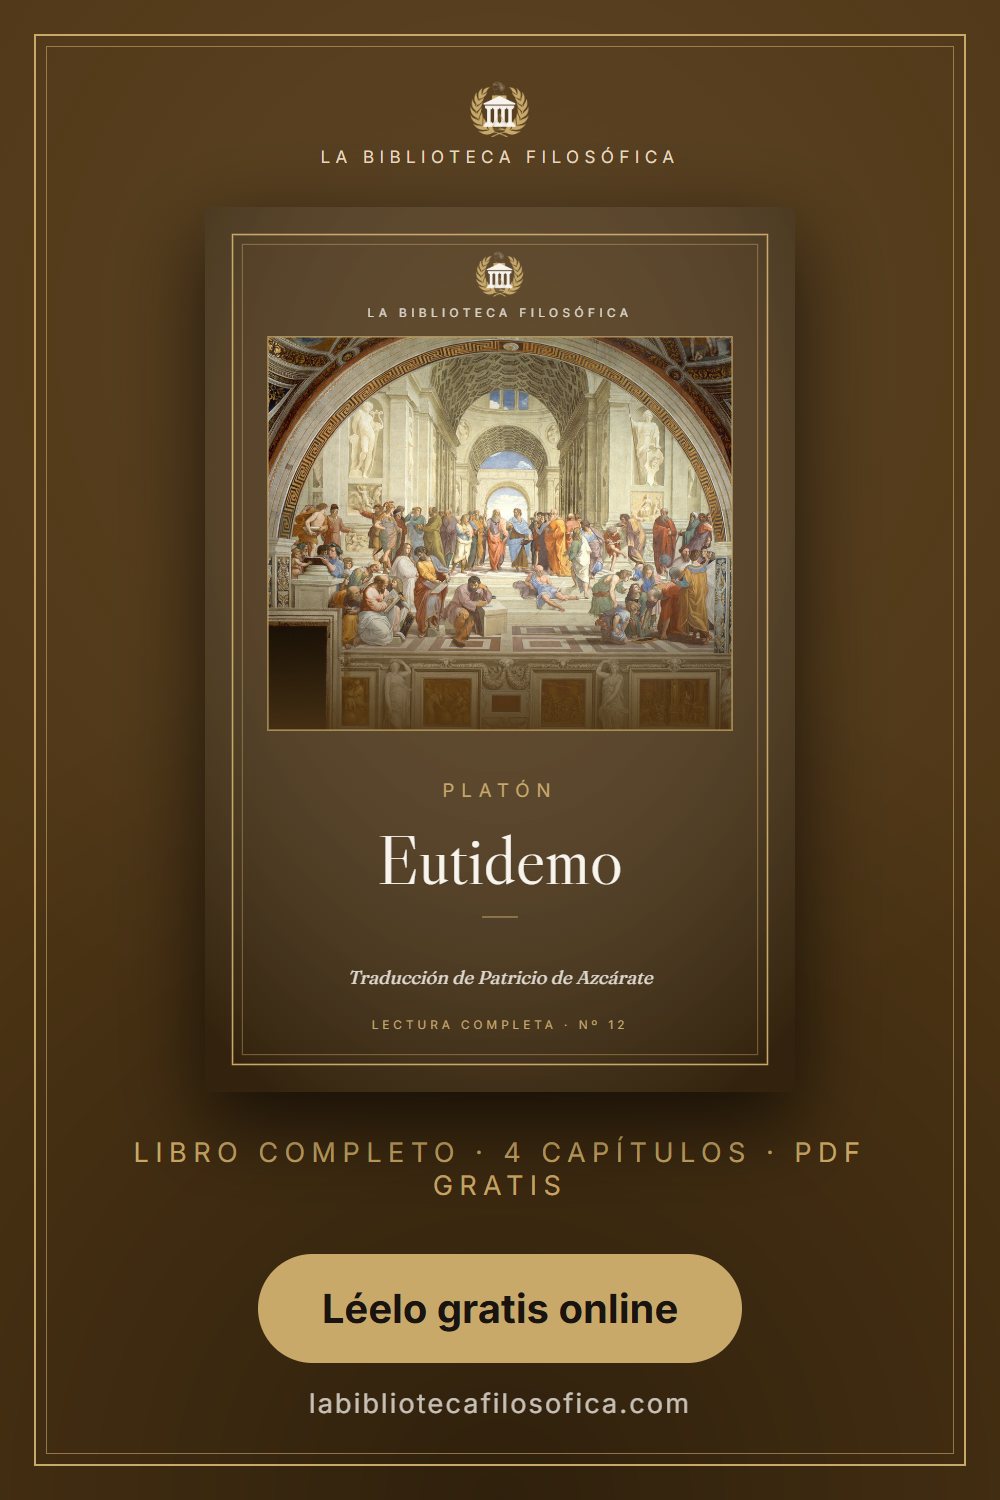 LA BIBLIOTECA FILOSÓFICA
LA BIBLIOTECA FILOSÓFICA
PLATÓN
Eutidemo
Traducción de Patricio de Azcárate
LECTURA COMPLETA · Nº 12
LIBRO COMPLETO · 4 CAPÍTULOS · PDF
GRATIS
Léelo gratis online
labibliotecafilosofica.com